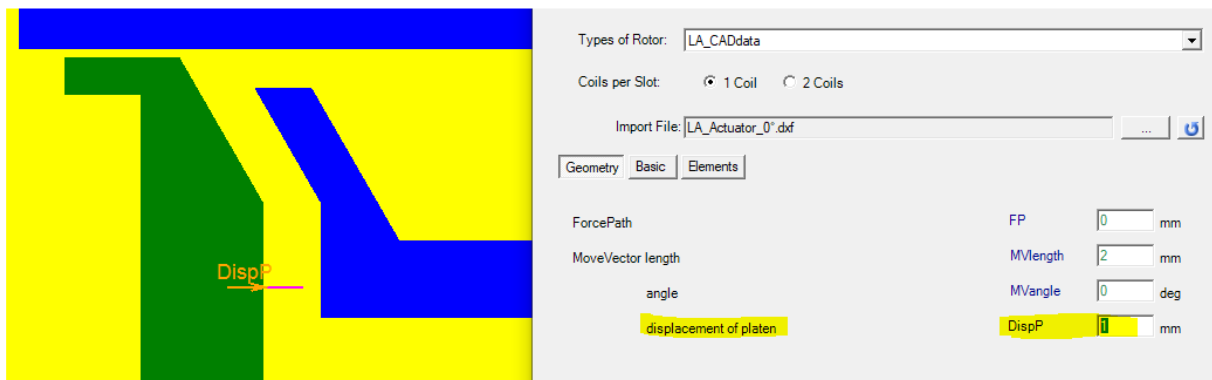 Types of Rotor: LA_CADdata
Coils per Slot: 1 Coil 2 Coils
Import File: LA_Actuator_0°.dxf ...
Geometry Basic Elements
ForcePath FP 0 mm
MoveVector length MVlength 2 mm
angle MVangle 0 deg
displacement of platen DispP 1 mm
DispP